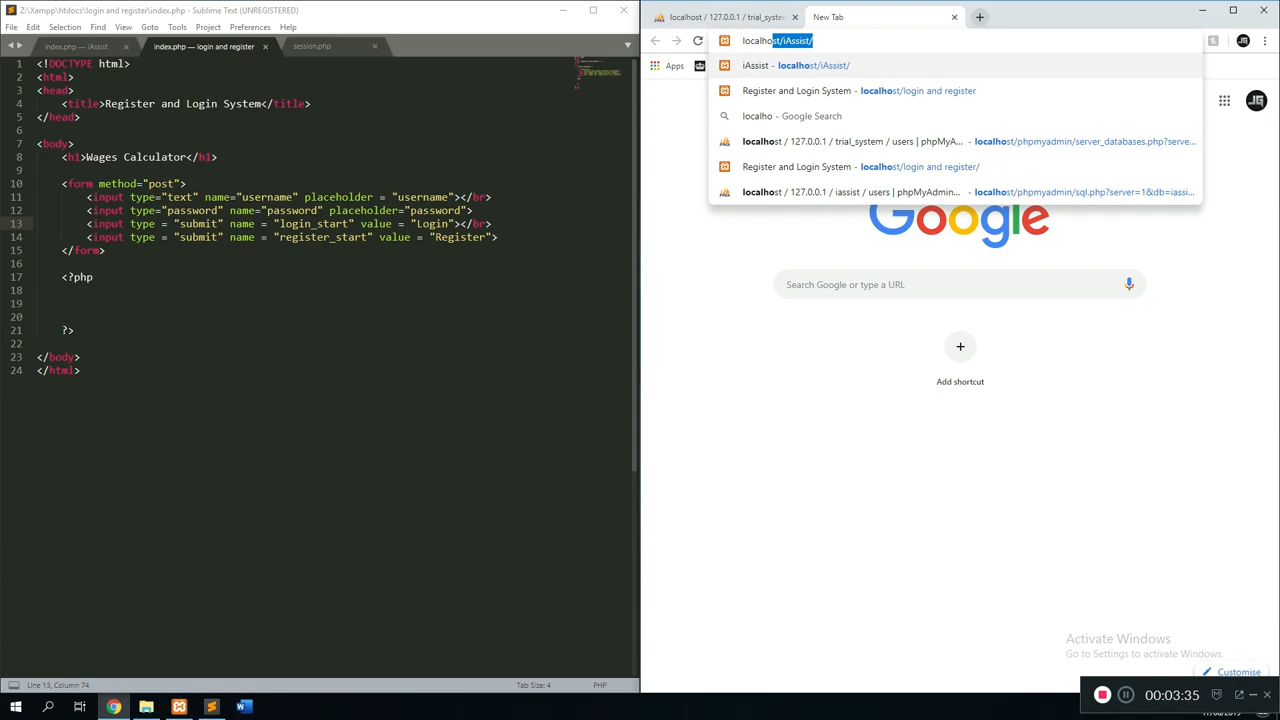 Z:\Xampp\htdocs\login and register\index.php - Sublime Text (UNREGISTERED)
File Edit Selection Find View Goto Tools Project Preferences Help
index.php — iAssist
index.php — login and register
session.php
1 <!DOCTYPE html>
2 <html>
3 <head>
4 <title>Register and Login System</title>
5 </head>
6
7 <body>
8 <h1>Wages Calculator</h1>
9
10 <form method="post">
11 <input type="text" name="username" placeholder = "username"></br>
12 <input type="password" name="password" placeholder="password">
13 <input type = "submit" name = "login_start" value = "Login"></br>
14 <input type = "submit" name = "register_start" value = "Register">
15 </form>
16
17 <?php
18
19
20
21 ?>
22
23 </body>
24 </html>
Line 13, Column 74
Tab Size: 4
PHP
localhost / 127.0.0.1 / trial_system
New Tab
localhost/iAssist/
Apps
iAssist - localhost/iAssist/
Register and Login System - localhost/login and register
localho - Google Search
localhost / 127.0.0.1 / trial_system / users | phpMyA... - localhost/phpmyadmin/server_databases.php?serve...
Register and Login System - localhost/login and register/
localhost / 127.0.0.1 / iassist / users | phpMyAdmin... - localhost/phpmyadmin/sql.php?server=1&db=iassi...
JG
Google
Search Google or type a URL
Add shortcut
Activate Windows
Go to Settings to activate Windows.
Customise
00:03:35